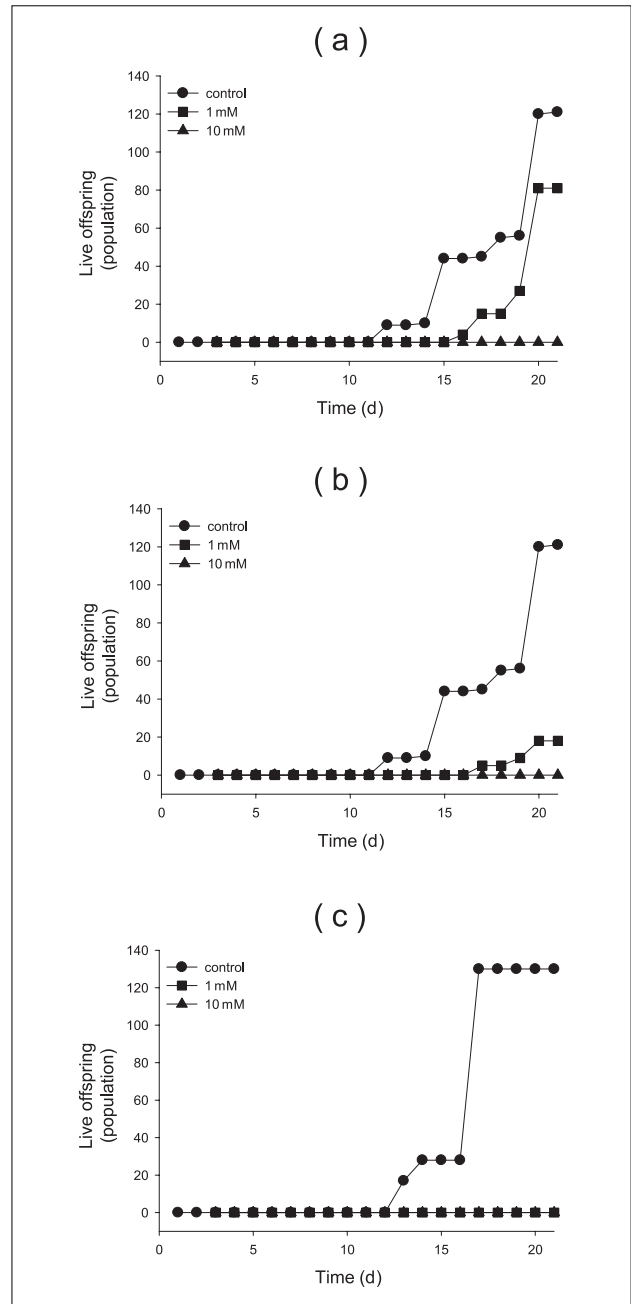 ( a )
140
120
100
80
60
40
20
0
control
1 mM
10 mM
Live offspring
(population)
0 5 10 15 20
Time (d)
( b )
140
120
100
80
60
40
20
0
control
1 mM
10 mM
Live offspring
(population)
0 5 10 15 20
Time (d)
( c )
140
120
100
80
60
40
20
0
control
1 mM
10 mM
Live offspring
(population)
0 5 10 15 20
Time (d)